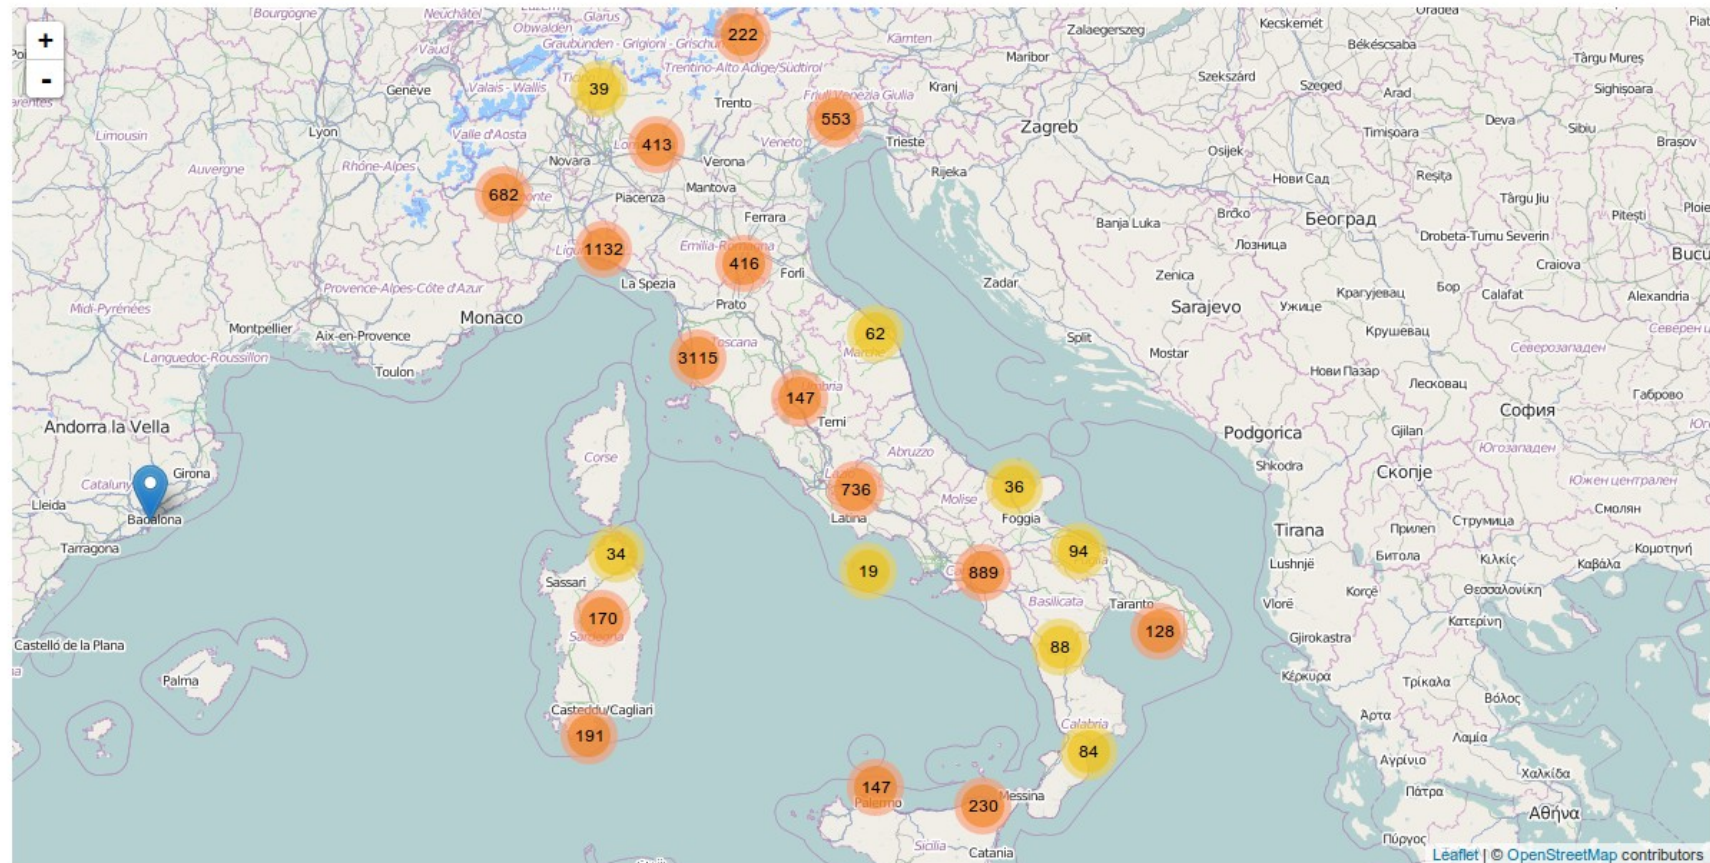 +
-
Bourgogne
Neuchâtel
Obwalden
Glarus
Vaud
Graubünden - Grigioni - Grischun
222
Kärnten
Zalaegerszeg
Kecskemét
Oradea
Békéscsaba
Târgu Mureș
Maribor
Trentino-Alto Adige/Südtirol
Genève
Valais - Wallis
39
Trento
Friuli Venezia Giulia
Kranj
Szekszárd
Szeged
Arad
Sighișoara
Limousin
Lyon
Valle d'Aosta
413
Veneto
553
Trieste
Zagreb
Timișoara
Deva
Sibiu
Brașov
Auvergne
Rhône-Alpes
Novara
Verona
Osijek
Rijeka
Нови Сад
Reșița
682
Piacenza
Mantova
Târgu Jiu
Ferrara
Banja Luka
Brčko
Београд
Pitești
Ploie
1132
Emilia-Romagna
416
Forlì
Лозница
Drobeta-Turnu Severin
Bucu
Craiova
La Spezia
Zadar
Zenica
Provence-Alpes-Côte d'Azur
Крагујевац
Бор
Calafat
Alexandria
Midi-Pyrénées
Prato
Sarajevo
Ужице
Monaco
Montpellier
Aix-en-Provence
62
Split
Крушевац
Северозападен
Languedoc-Roussillon
3115
Toscana
Marche
Mostar
Toulon
Нови Пазар
Лесковац
147
Umbria
Габрово
София
Andorra la Vella
Terni
Podgorica
Gjilan
Югозападен
Corse
Abruzzo
Shkodra
Скопје
Girona
Cataluny
Южен централен
Lleida
736
36
Molise
Badalona
Latina
Foggia
Tirana
Прилеп
Струмица
Смолян
Tarragona
34
94
Битола
Κιλκίς
Κομοτηνή
Sassari
19
889
Lushnjë
Καβάλα
Basilicata
Taranto
Vlorë
Korçë
Θεσσαλονίκη
170
Sardegna
128
Κατερίνη
Castelló de la Plana
88
Gjirokastra
Palma
Κέρκυρα
Τρίκαλα
Βόλος
Casteddu/Cagliari
Calabria
Άρτα
191
84
Λαμία
Αγρίνιο
Χαλκίδα
147
Palermo
230
Messina
Πάτρα
Αθήνα
Sicilia
Catania
Πύργος
Leaflet | © OpenStreetMap contributors